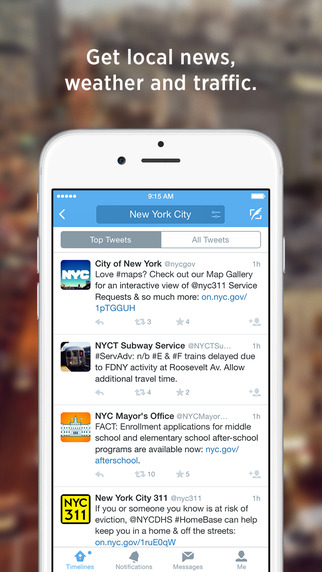 Get local news,
weather and traffic.
9:15 AM
New York City
Top Tweets
All Tweets
NYC
City of New York @nycgov 1h
Love #maps? Check out our Map Gallery
for an interactive view of @nyc311 Service
Requests & so much more: on.nyc.gov/
1pTGGUH
3 4
NYCT Subway Service @NYCTSu... 1h
#ServAdv: n/b #E & #F trains delayed due
to FDNY activity at Roosevelt Av. Allow
additional travel time.
4 2
NYC Mayor's Office @NYCMayor... 1h
FACT: Enrollment applications for middle
school and elementary school after-school
programs are available now: nyc.gov/
afterschool.
10 5
NYC
311
New York City 311 @nyc311 1h
If you or someone you know is at risk of
eviction, @NYCDHS #HomeBase can help
keep you in a home & off the streets:
on.nyc.gov/1ruE0qW
Timelines Notifications Messages Me